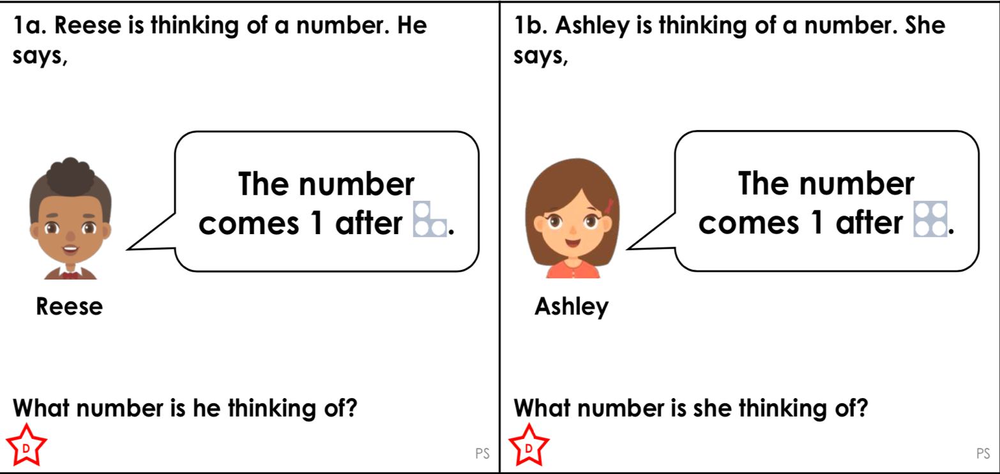 1a. Reese is thinking of a number. He
says,
The number
comes 1 after .
Reese
What number is he thinking of?
D
PS
1b. Ashley is thinking of a number. She
says,
The number
comes 1 after .
Ashley
What number is she thinking of?
D
PS